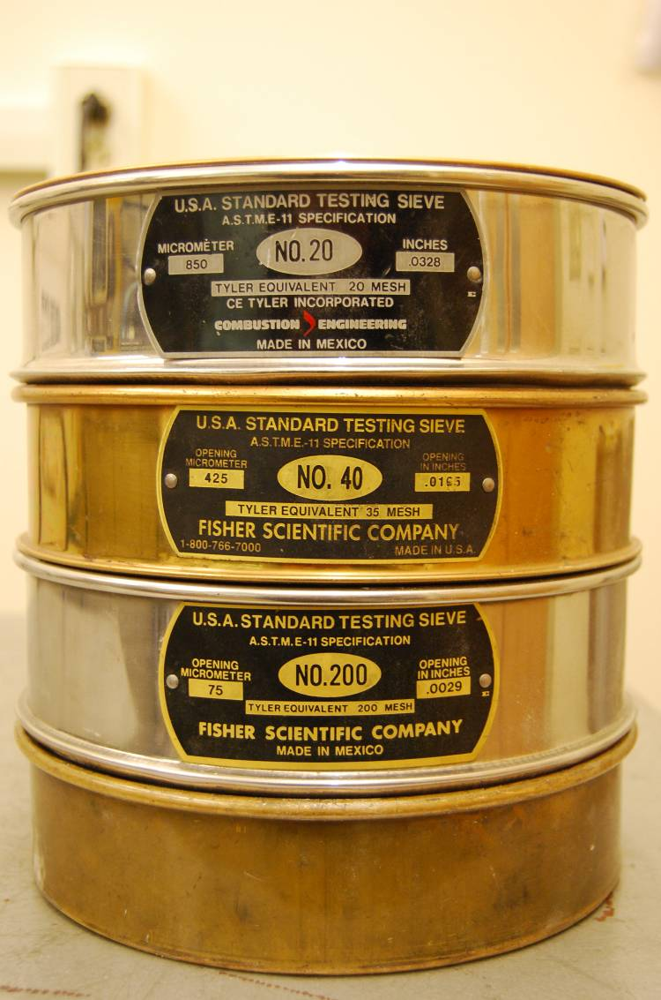 U.S.A. STANDARD TESTING SIEVE
A.S.T.M.E-11 SPECIFICATION
MICROMETER
850
NO. 20
INCHES
.0328
TYLER EQUIVALENT 20 MESH
CE TYLER INCORPORATED
COMBUSTION ENGINEERING
MADE IN MEXICO
U.S.A. STANDARD TESTING SIEVE
A.S.T.M.E.-11 SPECIFICATION
OPENING
MICROMETER
425
NO. 40
OPENING
IN INCHES
.0165
TYLER EQUIVALENT 35 MESH
FISHER SCIENTIFIC COMPANY
1-800-766-7000 MADE IN U.S.A.
U.S.A. STANDARD TESTING SIEVE
A.S.T.M.E-11 SPECIFICATION
OPENING
MICROMETER
75
NO. 200
OPENING
IN INCHES
.0029
TYLER EQUIVALENT 200 MESH
FISHER SCIENTIFIC COMPANY
MADE IN MEXICO